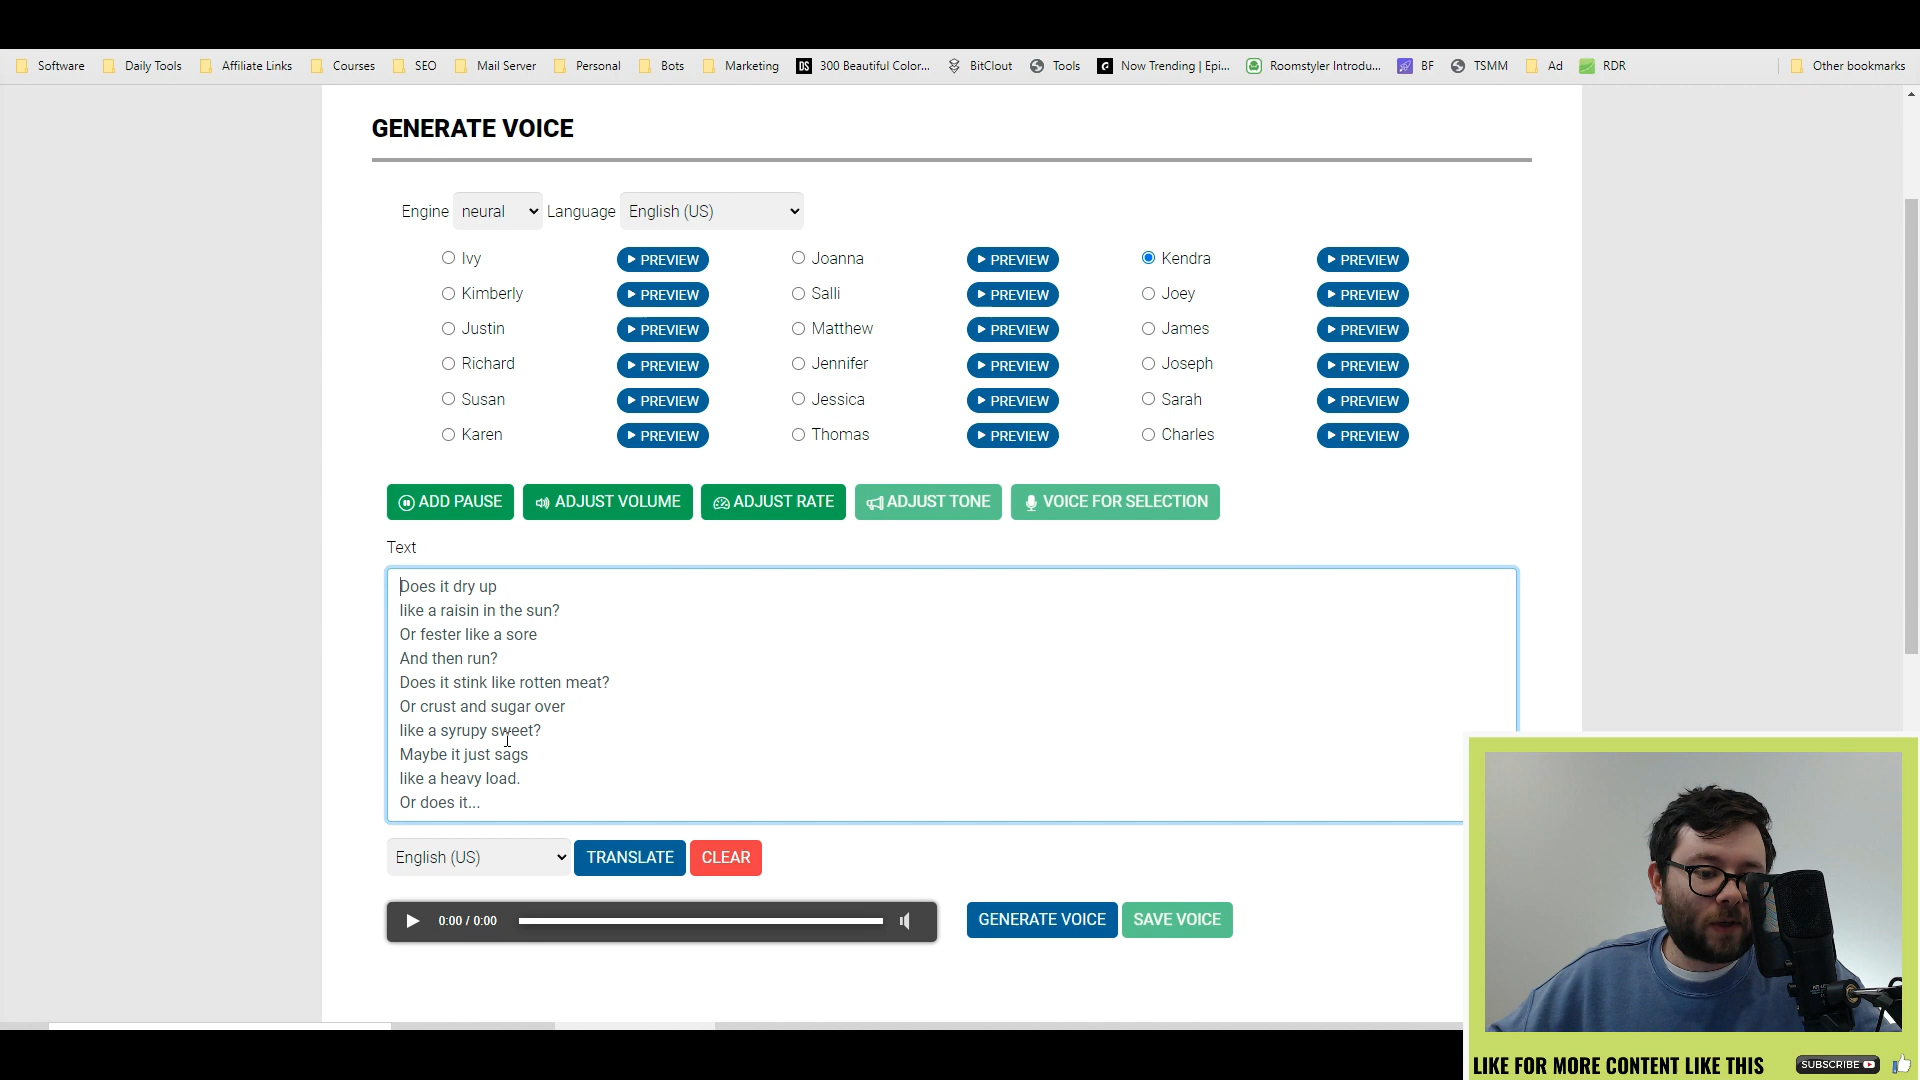 Software Daily Tools Affiliate Links Courses SEO Mail Server Personal Bots Marketing DS 300 Beautiful Color... BitClout Tools G Now Trending | Epi... Roomstyler Introdu... BF TSMM Ad RDR Other bookmarks
GENERATE VOICE
Engine neural Language English (US)
Ivy PREVIEW Joanna PREVIEW Kendra PREVIEW
Kimberly PREVIEW Salli PREVIEW Joey PREVIEW
Justin PREVIEW Matthew PREVIEW James PREVIEW
Richard PREVIEW Jennifer PREVIEW Joseph PREVIEW
Susan PREVIEW Jessica PREVIEW Sarah PREVIEW
Karen PREVIEW Thomas PREVIEW Charles PREVIEW
ADD PAUSE ADJUST VOLUME ADJUST RATE ADJUST TONE VOICE FOR SELECTION
Text
Does it dry up
like a raisin in the sun?
Or fester like a sore
And then run?
Does it stink like rotten meat?
Or crust and sugar over
like a syrupy sweet?
Maybe it just sags
like a heavy load.
Or does it...
English (US) TRANSLATE CLEAR
0:00 / 0:00 GENERATE VOICE SAVE VOICE
LIKE FOR MORE CONTENT LIKE THIS SUBSCRIBE